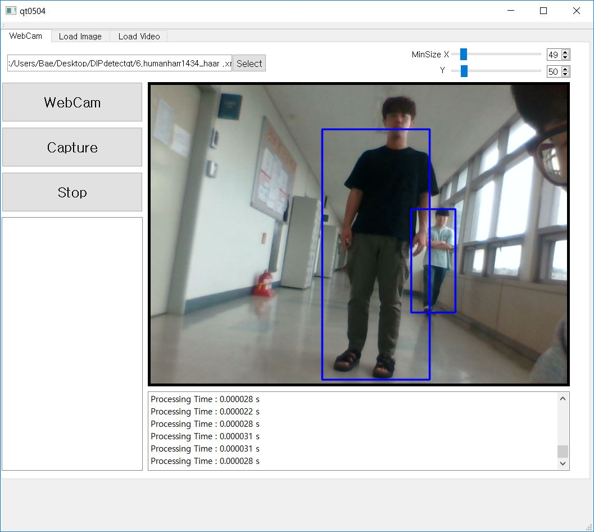 qt0504
WebCam Load Image Load Video
:/Users/Bae/Desktop/DIPdetectqt/6,humanharr1434_haar ,xr Select
MinSize X 49
Y 50
WebCam
Capture
Stop
Processing Time : 0.000028 s
Processing Time : 0.000022 s
Processing Time : 0.000028 s
Processing Time : 0.000031 s
Processing Time : 0.000031 s
Processing Time : 0.000028 s